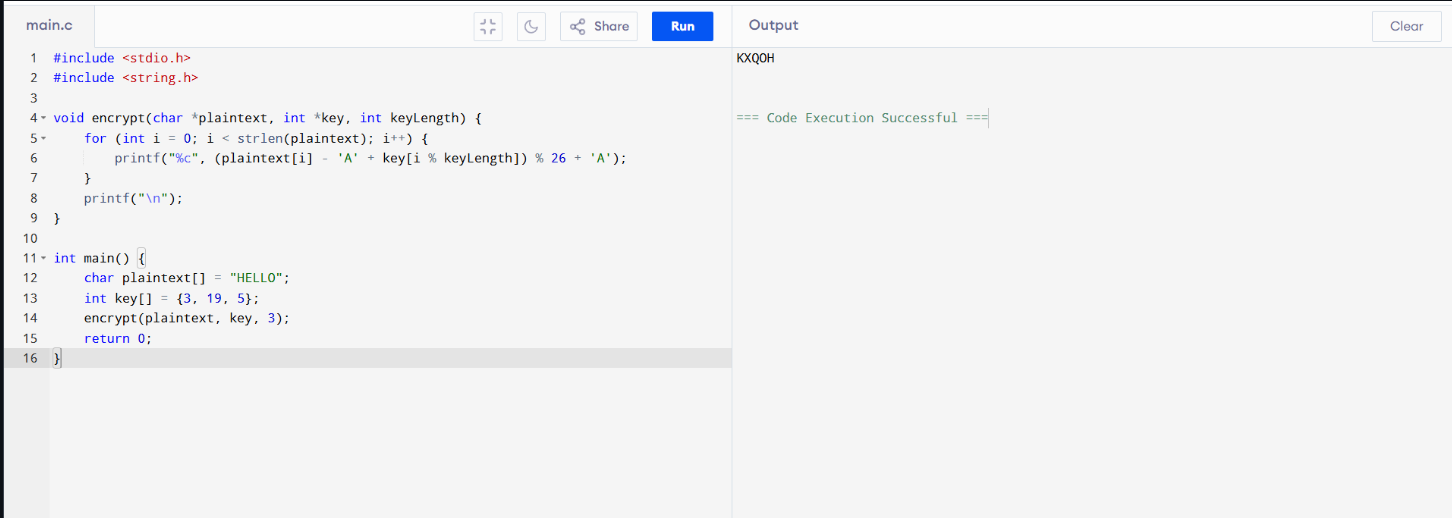 main.c
Share
Run
Output
Clear
1 #include <stdio.h>
2 #include <string.h>
3
4 void encrypt(char *plaintext, int *key, int keyLength) {
5     for (int i = 0; i < strlen(plaintext); i++) {
6         printf("%c", (plaintext[i] - 'A' + key[i % keyLength]) % 26 + 'A');
7     }
8     printf("\n");
9 }
10
11 int main() {
12     char plaintext[] = "HELLO";
13     int key[] = {3, 19, 5};
14     encrypt(plaintext, key, 3);
15     return 0;
16 }
KXQOH
=== Code Execution Successful ===